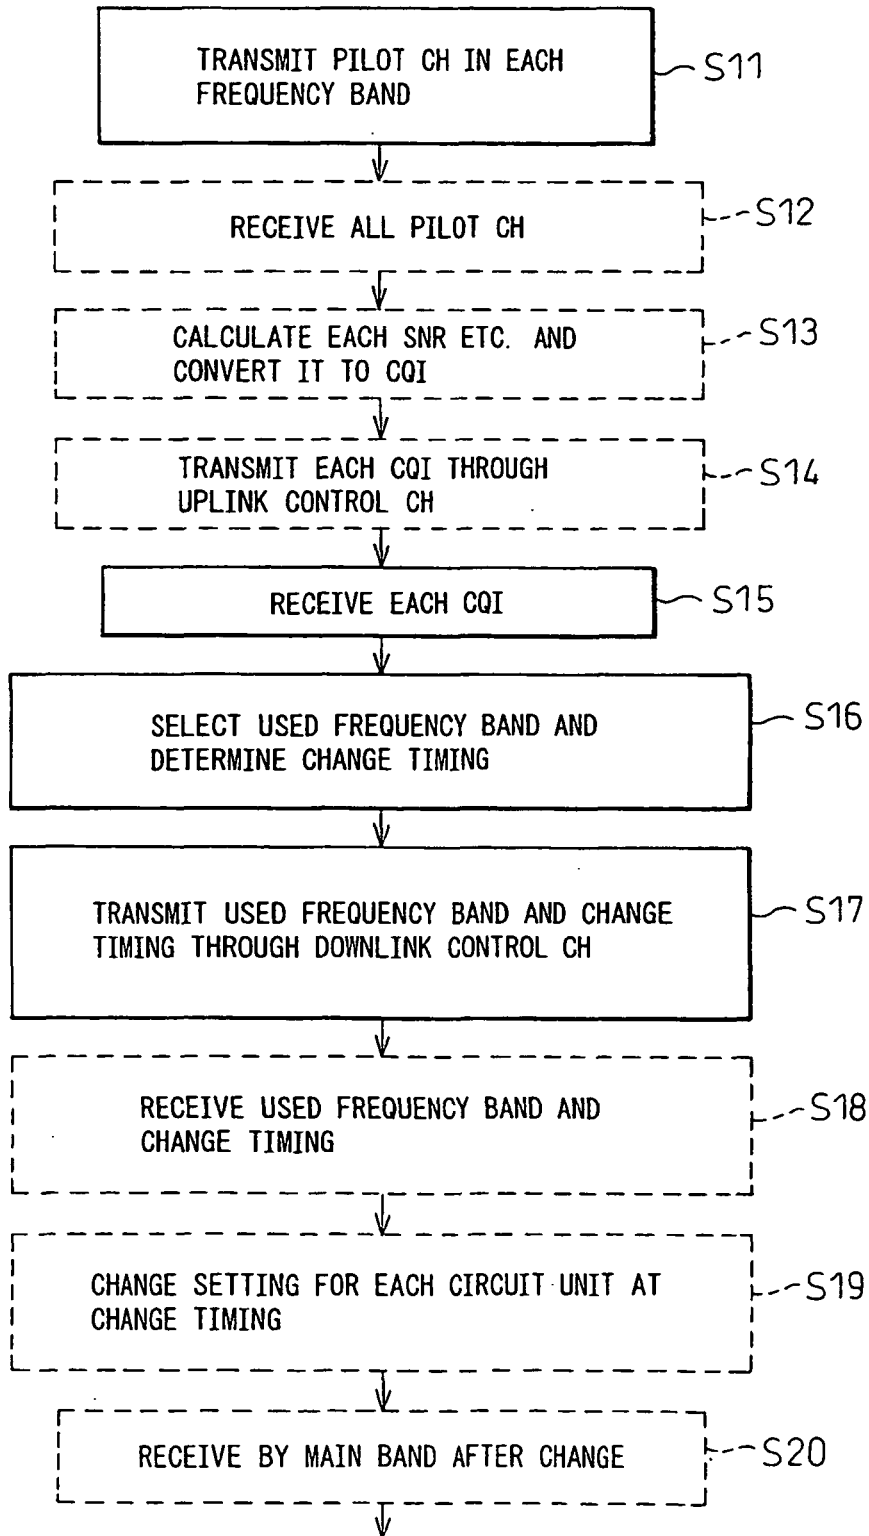 TRANSMIT PILOT CH IN EACH
FREQUENCY BAND
S11
RECEIVE ALL PILOT CH
S12
CALCULATE EACH SNR ETC. AND
CONVERT IT TO CQI
S13
TRANSMIT EACH CQI THROUGH
UPLINK CONTROL CH
S14
RECEIVE EACH CQI
S15
SELECT USED FREQUENCY BAND AND
DETERMINE CHANGE TIMING
S16
TRANSMIT USED FREQUENCY BAND AND CHANGE
TIMING THROUGH DOWNLINK CONTROL CH
S17
RECEIVE USED FREQUENCY BAND AND
CHANGE TIMING
S18
CHANGE SETTING FOR EACH CIRCUIT UNIT AT
CHANGE TIMING
S19
RECEIVE BY MAIN BAND AFTER CHANGE
S20